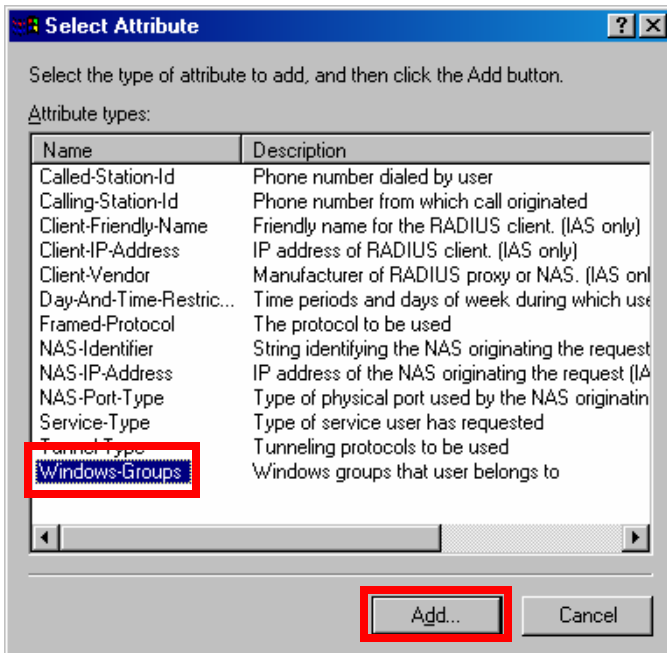 Select Attribute
Select the type of attribute to add, and then click the Add button.
Attribute types:
Name Description
Called-Station-Id Phone number dialed by user
Calling-Station-Id Phone number from which call originated
Client-Friendly-Name Friendly name for the RADIUS client. (IAS only)
Client-IP-Address IP address of RADIUS client. (IAS only)
Client-Vendor Manufacturer of RADIUS proxy or NAS. (IAS onl
Day-And-Time-Restric... Time periods and days of week during which use
Framed-Protocol The protocol to be used
NAS-Identifier String identifying the NAS originating the request
NAS-IP-Address IP address of the NAS originating the request (IA
NAS-Port-Type Type of physical port used by the NAS originatin
Service-Type Type of service user has requested
Tunnel-Type Tunneling protocols to be used
Windows-Groups Windows groups that user belongs to
Add... Cancel